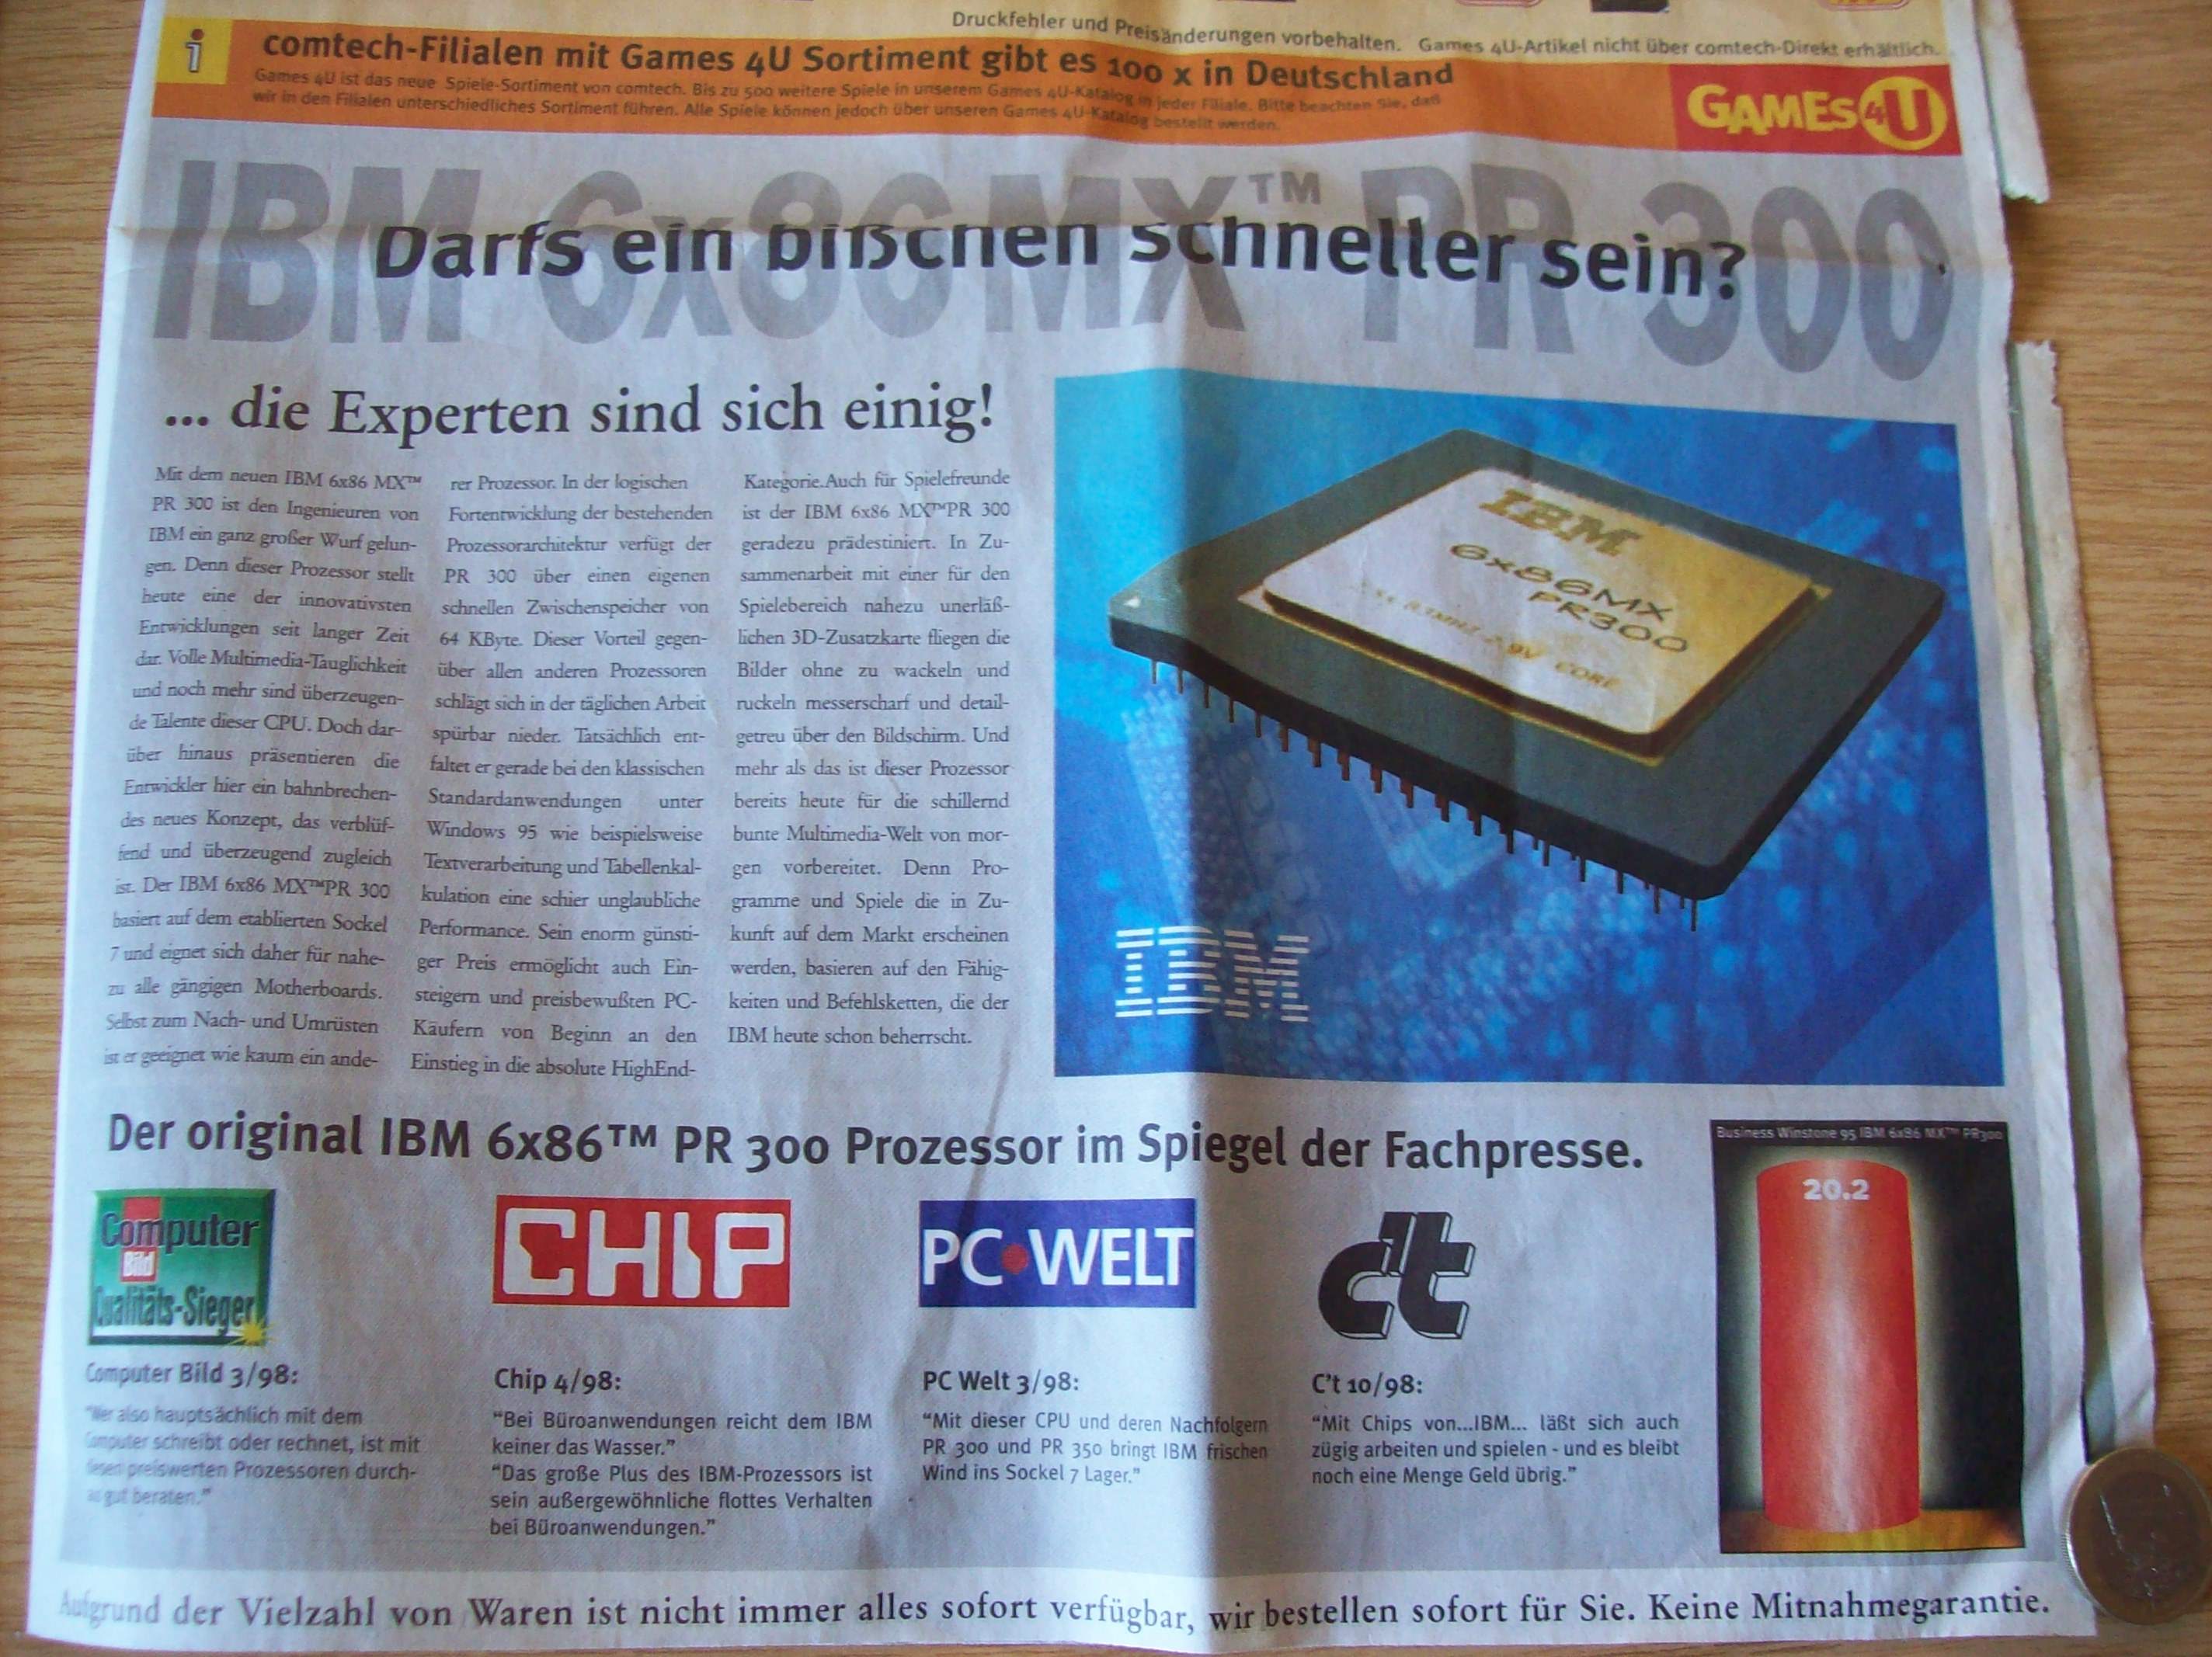 Druckfehler und Preisänderungen vorbehalten. Games 4U-Artikel nicht über comtech-Direkt erhältlich.
i
comtech-Filialen mit Games 4U Sortiment gibt es 100 x in Deutschland
Games 4U ist das neue Spiele-Sortiment von comtech. Bis zu 500 weitere Spiele in unserem Games 4U-Katalog in jeder Filiale. Bitte beachten Sie, daß
wir in den Filialen unterschiedliches Sortiment führen. Alle Spiele können jedoch über unseren Games 4U-Katalog bestellt werden.
GAMES 4U
IBM 6x86MX™ PR 300
Darfs ein bißchen schneller sein?
... die Experten sind sich einig!
Mit dem neuen IBM 6x86 MX™
PR 300 ist den Ingenieuren von
IBM ein ganz großer Wurf gelun-
gen. Denn dieser Prozessor stellt
heute eine der innovativsten
Entwicklungen seit langer Zeit
dar. Volle Multimedia-Tauglichkeit
und noch mehr sind überzeugen-
de Talente dieser CPU. Doch dar-
über hinaus präsentieren die
Entwickler hier ein bahnbrechen-
des neues Konzept, das verblüf-
fend und überzeugend zugleich
ist. Der IBM 6x86 MX™PR 300
basiert auf dem etablierten Sockel
7 und eignet sich daher für nahe-
zu alle gängigen Motherboards.
Selbst zum Nach- und Umrüsten
ist er geeignet wie kaum ein ande-
rer Prozessor. In der logischen
Fortentwicklung der bestehenden
Prozessorarchitektur verfügt der
PR 300 über einen eigenen
schnellen Zwischenspeicher von
64 KByte. Dieser Vorteil gegen-
über allen anderen Prozessoren
schlägt sich in der täglichen Arbeit
spürbar nieder. Tatsächlich ent-
faltet er gerade bei den klassischen
Standardanwendungen unter
Windows 95 wie beispielsweise
Textverarbeitung und Tabellenkal-
kulation eine schier unglaubliche
Performance. Sein enorm günsti-
ger Preis ermöglicht auch Ein-
steigern und preisbewußten PC-
Käufern von Beginn an den
Einstieg in die absolute HighEnd-
Kategorie.Auch für Spielefreunde
ist der IBM 6x86 MX™PR 300
geradezu prädestiniert. In Zu-
sammenarbeit mit einer für den
Spielebereich nahezu unerläß-
lichen 3D-Zusatzkarte fliegen die
Bilder ohne zu wackeln und
ruckeln messerscharf und detail-
getreu über den Bildschirm. Und
mehr als das ist dieser Prozessor
bereits heute für die schillernd
bunte Multimedia-Welt von mor-
gen vorbereitet. Denn Pro-
gramme und Spiele die in Zu-
kunft auf dem Markt erscheinen
werden, basieren auf den Fähig-
keiten und Befehlsketten, die der
IBM heute schon beherrscht.
IBM
6x86MX
PR300
2.9V CORE
IBM
Der original IBM 6x86™ PR 300 Prozessor im Spiegel der Fachpresse.
Computer
Bild
Qualitäts-Sieger
Computer Bild 3/98:
"Wer also hauptsächlich mit dem
Computer schreibt oder rechnet, ist mit
diesen preiswerten Prozessoren durch-
aus gut beraten."
CHIP
Chip 4/98:
"Bei Büroanwendungen reicht dem IBM
keiner das Wasser."
"Das große Plus des IBM-Prozessors ist
sein außergewöhnliche flottes Verhalten
bei Büroanwendungen."
PC WELT
PC Welt 3/98:
"Mit dieser CPU und deren Nachfolgern
PR 300 und PR 350 bringt IBM frischen
Wind ins Sockel 7 Lager."
c't
C't 10/98:
"Mit Chips von...IBM... läßt sich auch
zügig arbeiten und spielen - und es bleibt
noch eine Menge Geld übrig."
Business Winstone 95 IBM 6x86 MX™ PR300
20.2
Aufgrund der Vielzahl von Waren ist nicht immer alles sofort verfügbar, wir bestellen sofort für Sie. Keine Mitnahmegarantie.